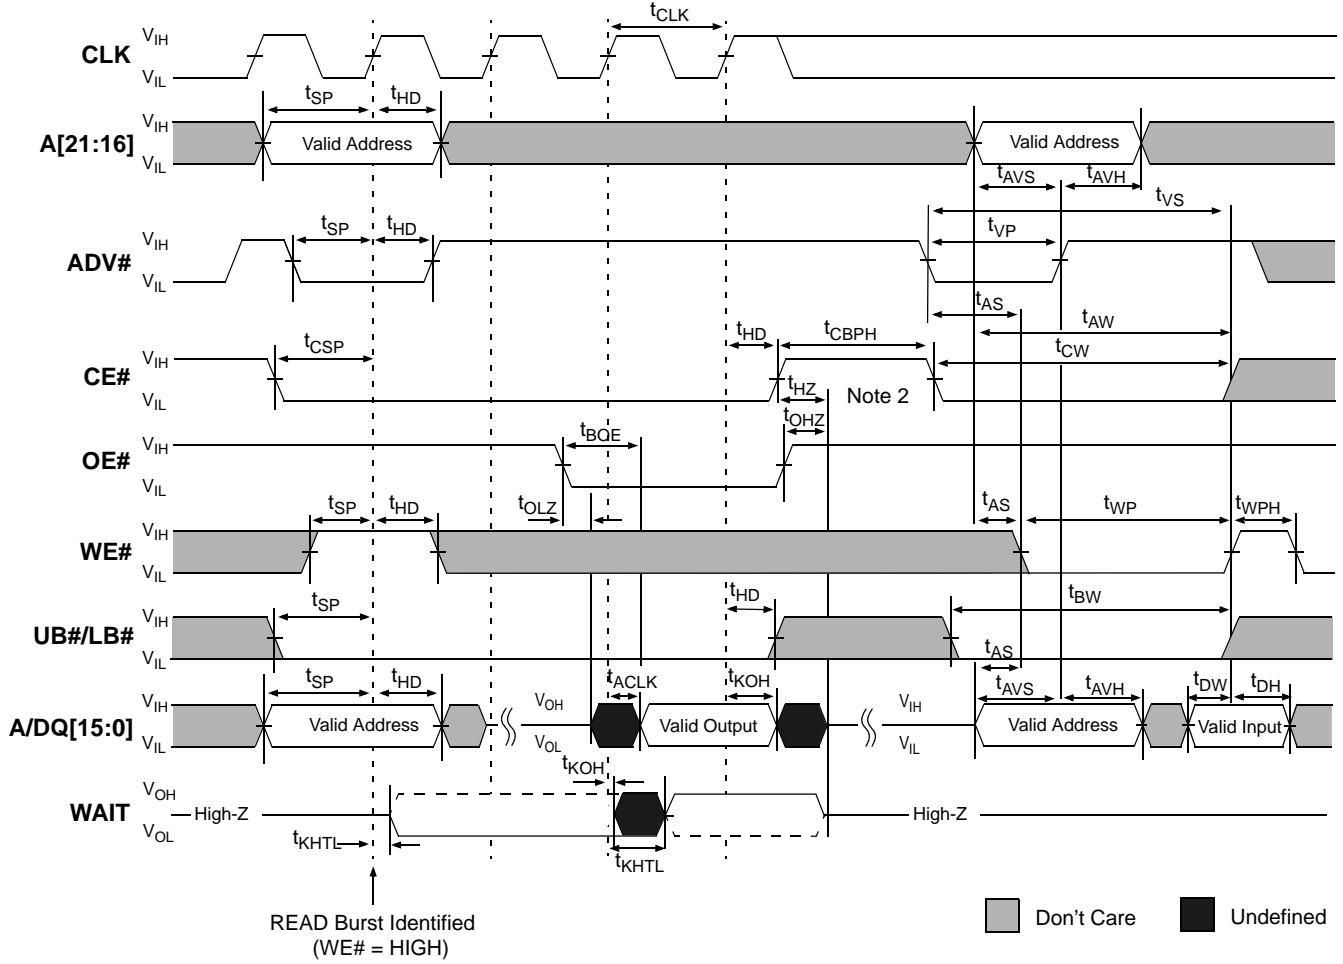 tCLK
CLK VIH
VIL
tSP tHD
A[21:16] VIH Valid Address Valid Address
VIL
tAVS tAVH
tVS
tSP tHD tVP
ADV# VIH
VIL
tAS
tHD tCBPH tAW
tCSP tCW
CE# VIH
VIL
tHZ Note 2
tOHZ
tBOE
OE# VIH
VIL
tSP tHD tOLZ tAS tWP tWPH
WE# VIH
VIL
tSP tHD tBW
UB#/LB# VIH
VIL
tAS
tSP tHD tACLK tKOH tAVS tAVH tDW tDH
A/DQ[15:0] VIH Valid Address VOH Valid Output VIH Valid Address Valid Input
VIL VOL VIL
tKOH
WAIT VOH High-Z High-Z
VOL
tKHTL tKHTL
READ Burst Identified
(WE# = HIGH)
Don't Care Undefined